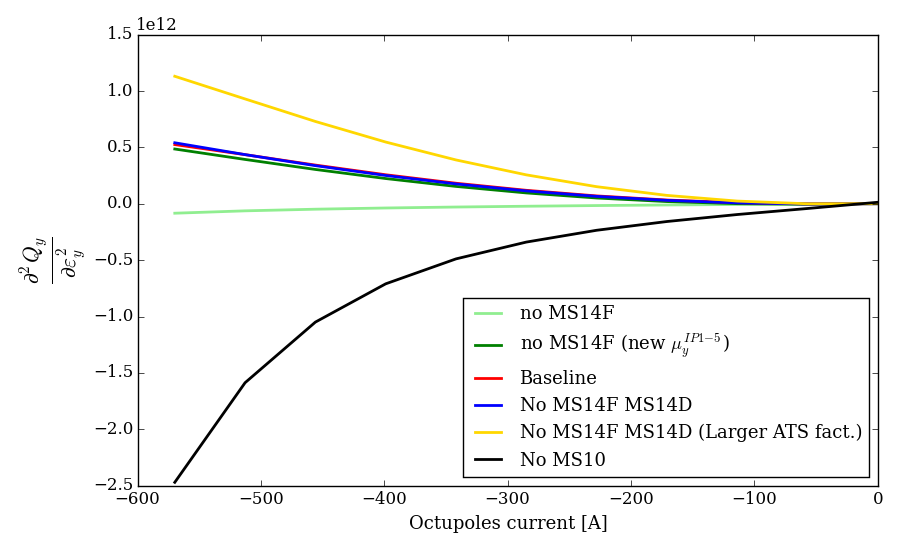 1e12
1.5
1.0
0.5
0.0
−0.5
−1.0
−1.5
−2.0
−2.5
∂²Q_y
∂ε_y²
no MS14F
no MS14F (new μ_y^{IP1−5})
Baseline
No MS14F MS14D
No MS14F MS14D (Larger ATS fact.)
No MS10
−600 −500 −400 −300 −200 −100 0
Octupoles current [A]